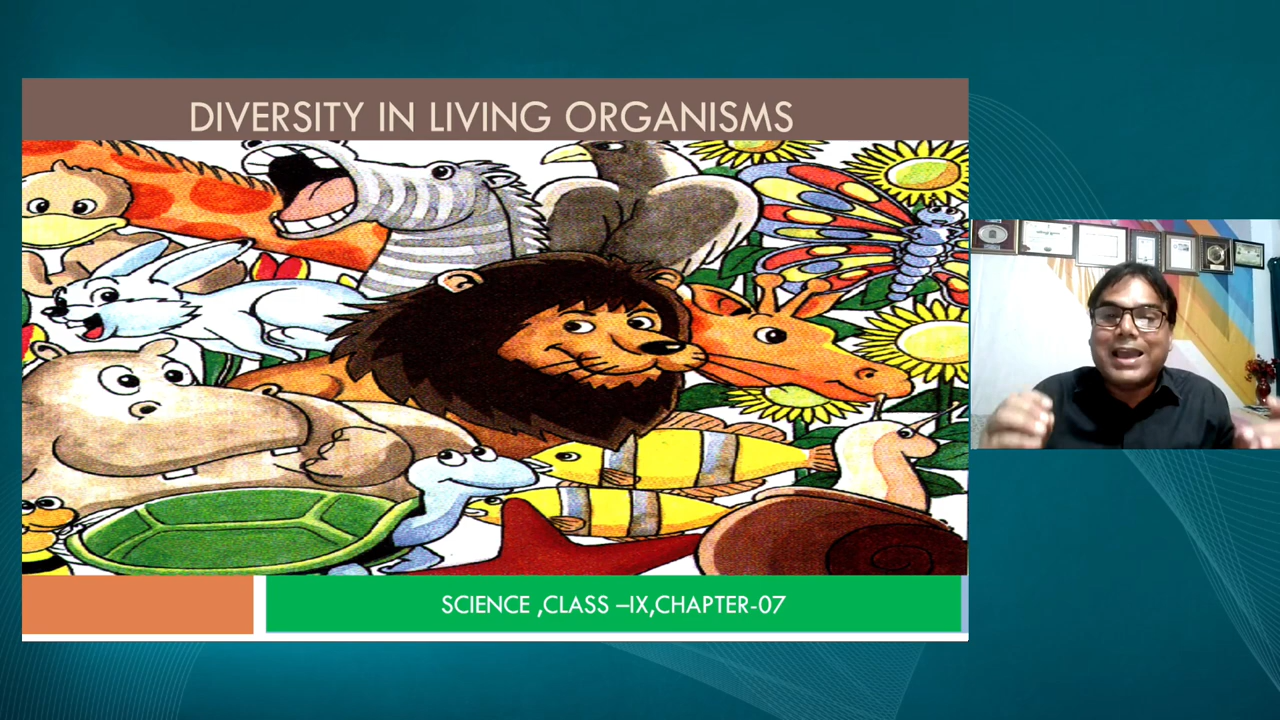 DIVERSITY IN LIVING ORGANISMS
SCIENCE ,CLASS –IX,CHAPTER-07